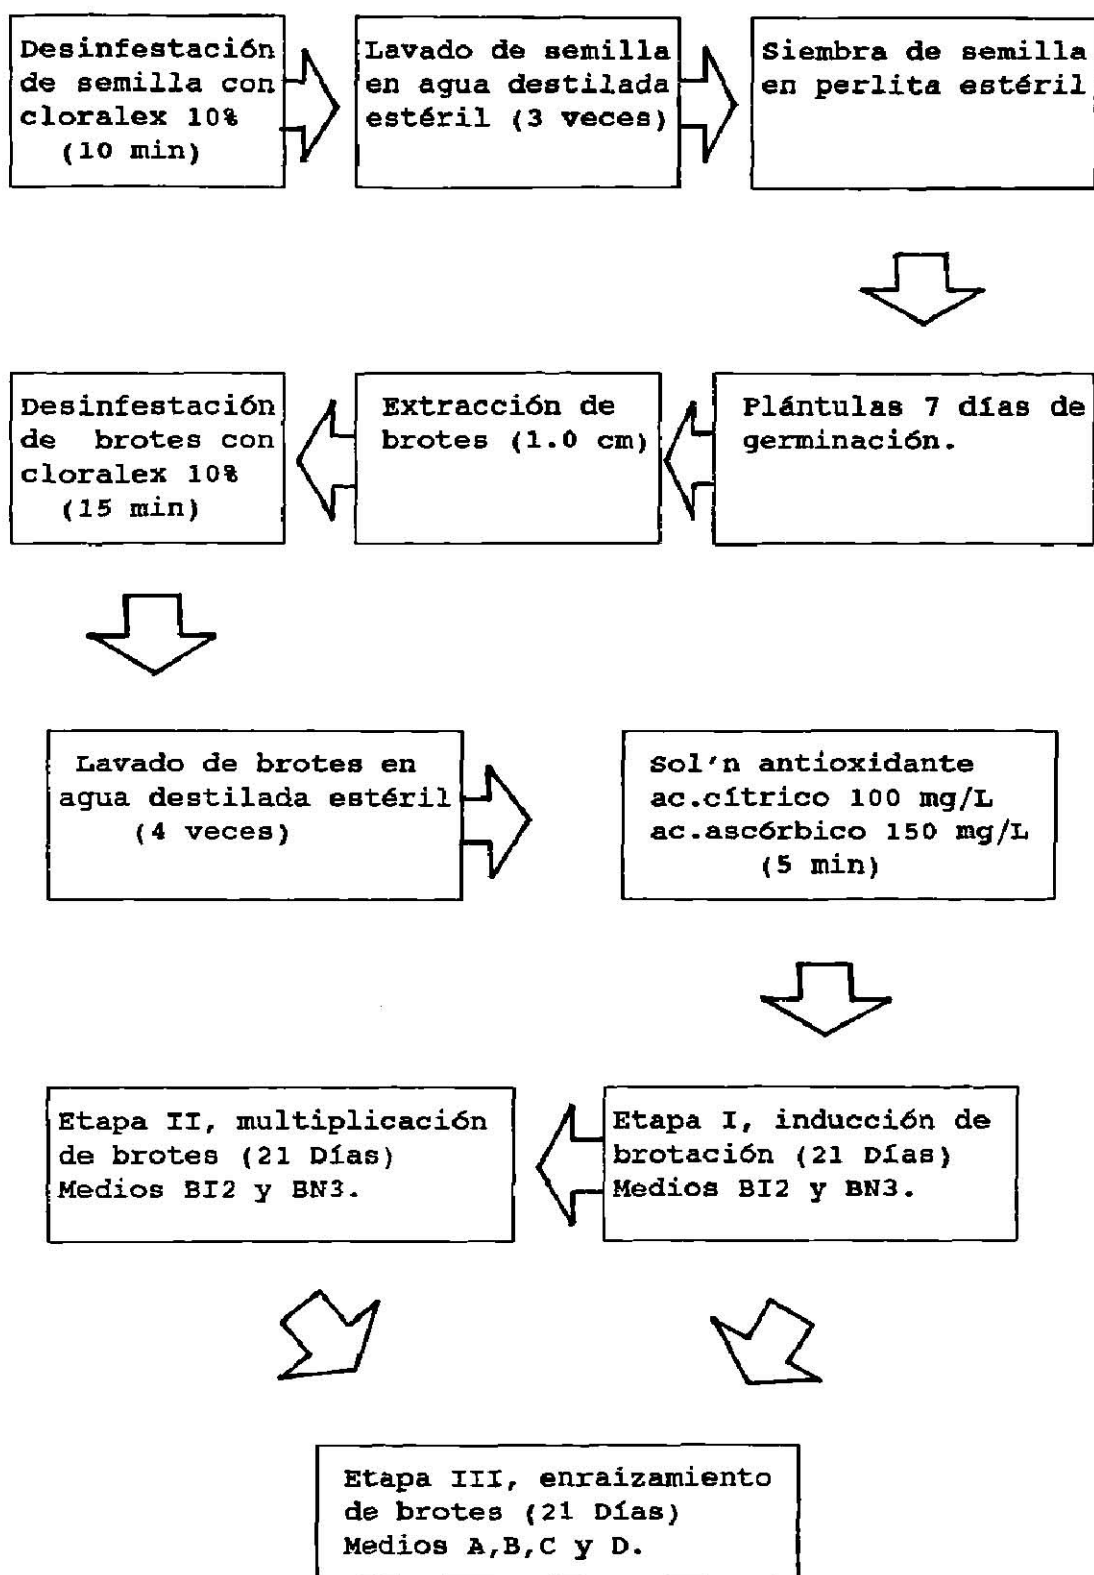 Desinfestación
de semilla con
cloralex 10%
(10 min)
Lavado de semilla
en agua destilada
estéril (3 veces)
Siembra de semilla
en perlita estéril
Plántulas 7 días de
germinación.
Extracción de
brotes (1.0 cm)
Desinfestación
de brotes con
cloralex 10%
(15 min)
Lavado de brotes en
agua destilada estéril
(4 veces)
Sol'n antioxidante
ac.cítrico 100 mg/L
ac.ascórbico 150 mg/L
(5 min)
Etapa I, inducción de
brotación (21 Días)
Medios BI2 y BN3.
Etapa II, multiplicación
de brotes (21 Días)
Medios BI2 y BN3.
Etapa III, enraizamiento
de brotes (21 Días)
Medios A,B,C y D.